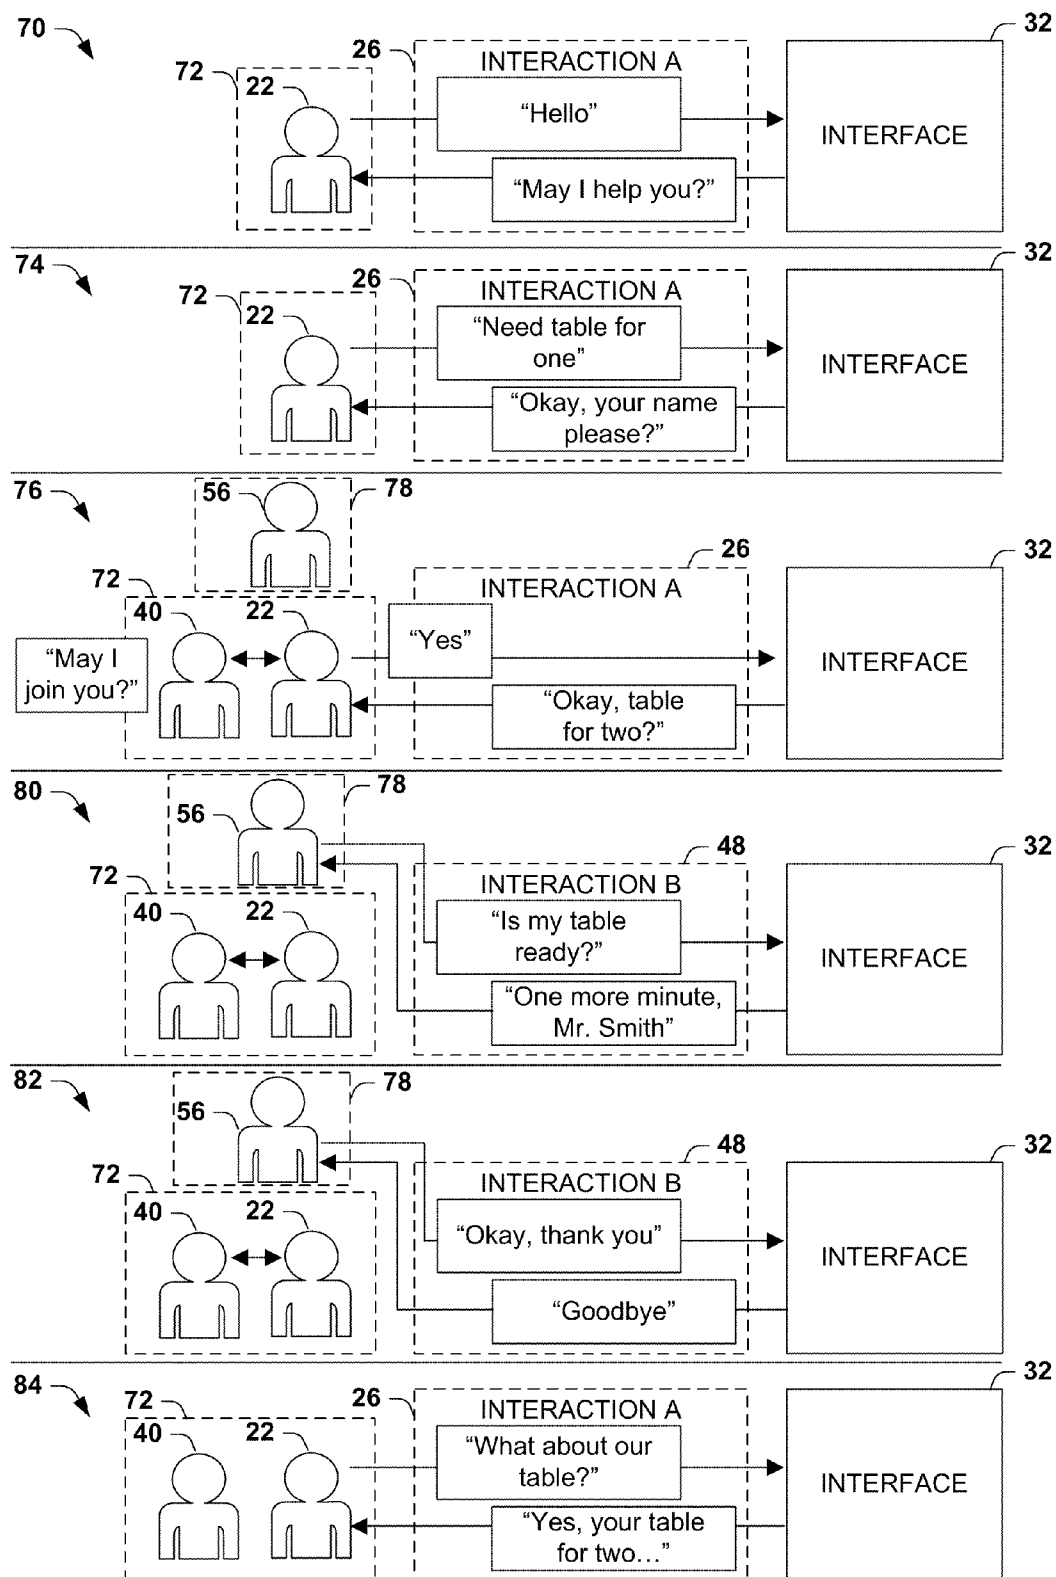 70
72
22
26
INTERACTION A
32
“Hello”
INTERFACE
“May I help you?”
74
72
22
26
INTERACTION A
32
“Need table for
one”
INTERFACE
“Okay, your name
please?”
76
56
78
72
40
22
26
INTERACTION A
32
“May I
join you?”
“Yes”
INTERFACE
“Okay, table
for two?”
80
56
78
72
40
22
48
INTERACTION B
32
“Is my table
ready?”
INTERFACE
“One more minute,
Mr. Smith”
82
56
78
72
40
22
48
INTERACTION B
32
“Okay, thank you”
INTERFACE
“Goodbye”
84
72
40
22
26
INTERACTION A
32
“What about our
table?”
INTERFACE
“Yes, your table
for two...”